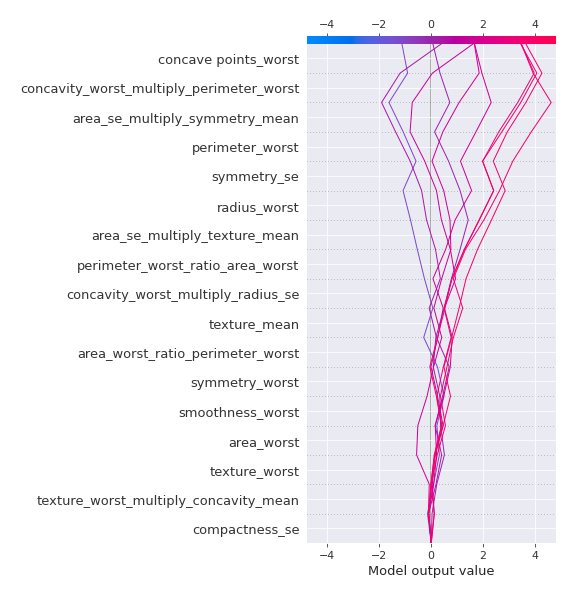 −4 −2 0 2 4
concave points_worst
concavity_worst_multiply_perimeter_worst
area_se_multiply_symmetry_mean
perimeter_worst
symmetry_se
radius_worst
area_se_multiply_texture_mean
perimeter_worst_ratio_area_worst
concavity_worst_multiply_radius_se
texture_mean
area_worst_ratio_perimeter_worst
symmetry_worst
smoothness_worst
area_worst
texture_worst
texture_worst_multiply_concavity_mean
compactness_se
−4 −2 0 2 4
Model output value